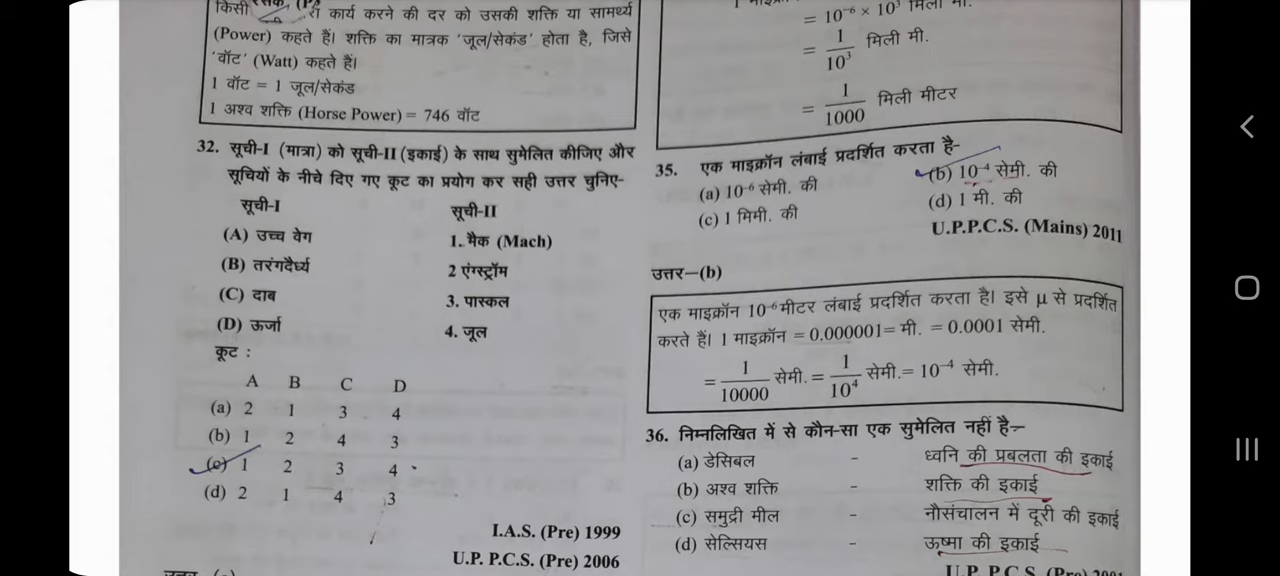 किसी कार्य करने की दर को उसकी शक्ति या सामर्थ्य
(Power) कहते हैं। शक्ति का मात्रक 'जूल/सेकंड' होता है, जिसे
'वॉट' (Watt) कहते हैं।
1 वॉट = 1 जूल/सेकंड
1 अश्व शक्ति (Horse Power) = 746 वॉट
32. सूची-I (मात्रा) को सूची-II (इकाई) के साथ सुमेलित कीजिए और
सूचियों के नीचे दिए गए कूट का प्रयोग कर सही उत्तर चुनिए-
सूची-I सूची-II
(A) उच्च वेग 1. मैक (Mach)
(B) तरंगदैर्ध्य 2 एंग्स्ट्रॉम
(C) दाब 3. पास्कल
(D) ऊर्जा 4. जूल
कूट :
A B C D
(a) 2 1 3 4
(b) 1 2 4 3
(c) 1 2 3 4
(d) 2 1 4 3
I.A.S. (Pre) 1999
U.P. P.C.S. (Pre) 2006
= 10⁻⁶ × 10³ मिली मी.
= 1/10³ मिली मी.
= 1/1000 मिली मीटर
35. एक माइक्रॉन लंबाई प्रदर्शित करता है-
(a) 10⁻⁶ सेमी. की (b) 10⁻⁴ सेमी. की
(c) 1 मिमी. की (d) 1 मी. की
U.P.P.C.S. (Mains) 2011
उत्तर—(b)
एक माइक्रॉन 10⁻⁶ मीटर लंबाई प्रदर्शित करता है। इसे μ से प्रदर्शित
करते हैं। 1 माइक्रॉन = 0.000001= मी. = 0.0001 सेमी.
= 1/10000 सेमी. = 1/10⁴ सेमी. = 10⁻⁴ सेमी.
36. निम्नलिखित में से कौन-सा एक सुमेलित नहीं है-
(a) डेसिबल - ध्वनि की प्रबलता की इकाई
(b) अश्व शक्ति - शक्ति की इकाई
(c) समुद्री मील - नौसंचालन में दूरी की इकाई
(d) सेल्सियस - ऊष्मा की इकाई